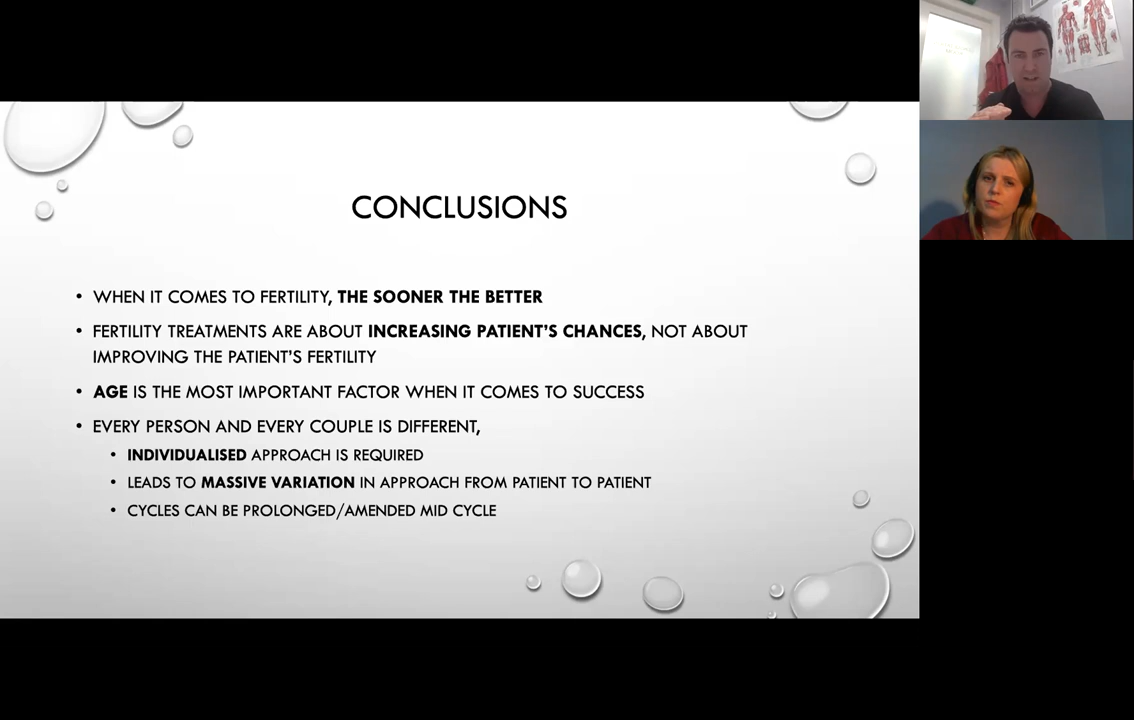 CONCLUSIONS
• WHEN IT COMES TO FERTILITY, THE SOONER THE BETTER
• FERTILITY TREATMENTS ARE ABOUT INCREASING PATIENT'S CHANCES, NOT ABOUT
IMPROVING THE PATIENT'S FERTILITY
• AGE IS THE MOST IMPORTANT FACTOR WHEN IT COMES TO SUCCESS
• EVERY PERSON AND EVERY COUPLE IS DIFFERENT,
• INDIVIDUALISED APPROACH IS REQUIRED
• LEADS TO MASSIVE VARIATION IN APPROACH FROM PATIENT TO PATIENT
• CYCLES CAN BE PROLONGED/AMENDED MID CYCLE